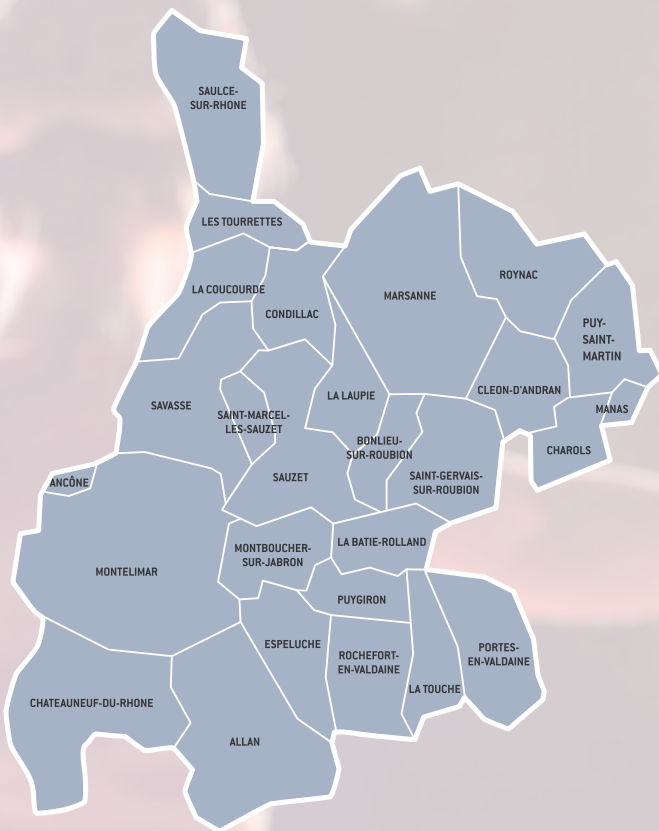 SAULCE-
SUR-RHONE
LES TOURRETTES
LA COUCOURDE
CONDILLAC
MARSANNE
ROYNAC
PUY-
SAINT-
MARTIN
CLEON-D'ANDRAN
MANAS
CHAROLS
SAVASSE
SAINT-MARCEL-
LES-SAUZET
LA LAUPIE
BONLIEU-
SUR-ROUBION
SAUZET
SAINT-GERVAIS-
SUR-ROUBION
ANCÔNE
MONTELIMAR
MONTBOUCHER-
SUR-JABRON
LA BATIE-ROLLAND
PUYGIRON
ESPELUCHE
ROCHEFORT-
EN-VALDAINE
LA TOUCHE
PORTES-
EN-VALDAINE
CHATEAUNEUF-DU-RHONE
ALLAN